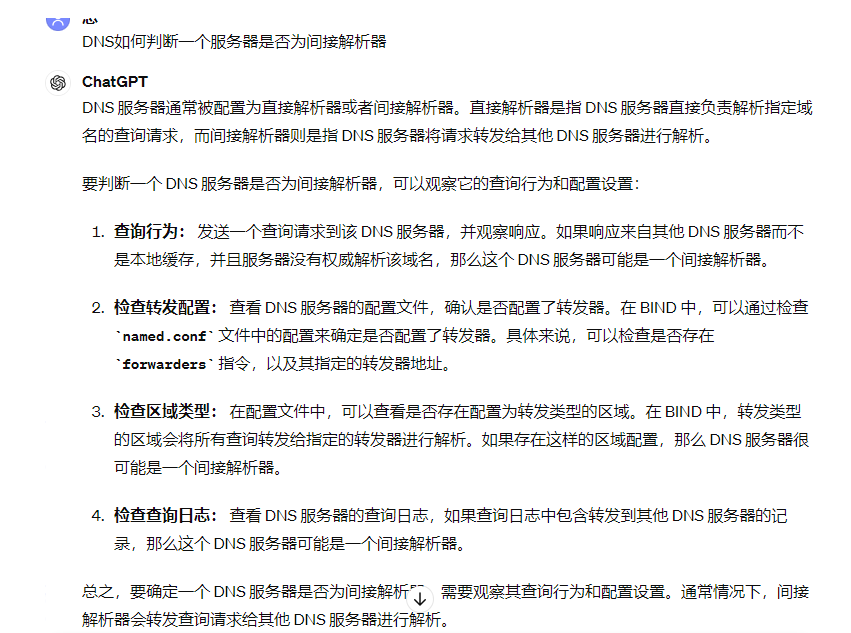 DNS如何判断一个服务器是否为间接解析器
ChatGPT
DNS 服务器通常被配置为直接解析器或者间接解析器。直接解析器是指 DNS 服务器直接负责解析指定域
名的查询请求，而间接解析器则是指 DNS 服务器将请求转发给其他 DNS 服务器进行解析。
要判断一个 DNS 服务器是否为间接解析器，可以观察它的查询行为和配置设置：
1. 查询行为： 发送一个查询请求到该 DNS 服务器，并观察响应。如果响应来自其他 DNS 服务器而不
是本地缓存，并且服务器没有权威解析该域名，那么这个 DNS 服务器可能是一个间接解析器。
2. 检查转发配置： 查看 DNS 服务器的配置文件，确认是否配置了转发器。在 BIND 中，可以通过检查
`named.conf` 文件中的配置来确定是否配置了转发器。具体来说，可以检查是否存在
`forwarders` 指令，以及其指定的转发器地址。
3. 检查区域类型： 在配置文件中，可以查看是否存在配置为转发类型的区域。在 BIND 中，转发类型
的区域会将所有查询转发给指定的转发器进行解析。如果存在这样的区域配置，那么 DNS 服务器很
可能是一个间接解析器。
4. 检查查询日志： 查看 DNS 服务器的查询日志，如果查询日志中包含转发到其他 DNS 服务器的记
录，那么这个 DNS 服务器可能是一个间接解析器。
总之，要确定一个 DNS 服务器是否为间接解析 需要观察其查询行为和配置设置。通常情况下，间接
解析器会转发查询请求给其他 DNS 服务器进行解析。